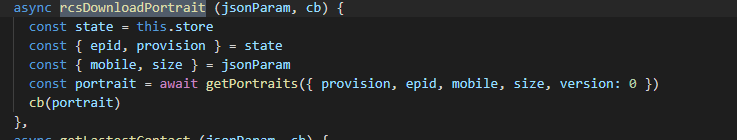 async rcsDownloadPortrait (jsonParam, cb) {
const state = this.store
const { epid, provision } = state
const { mobile, size } = jsonParam
const portrait = await getPortraits({ provision, epid, mobile, size, version: 0 })
cb(portrait)
},
async getLastestContact (jsonParam, cb) {